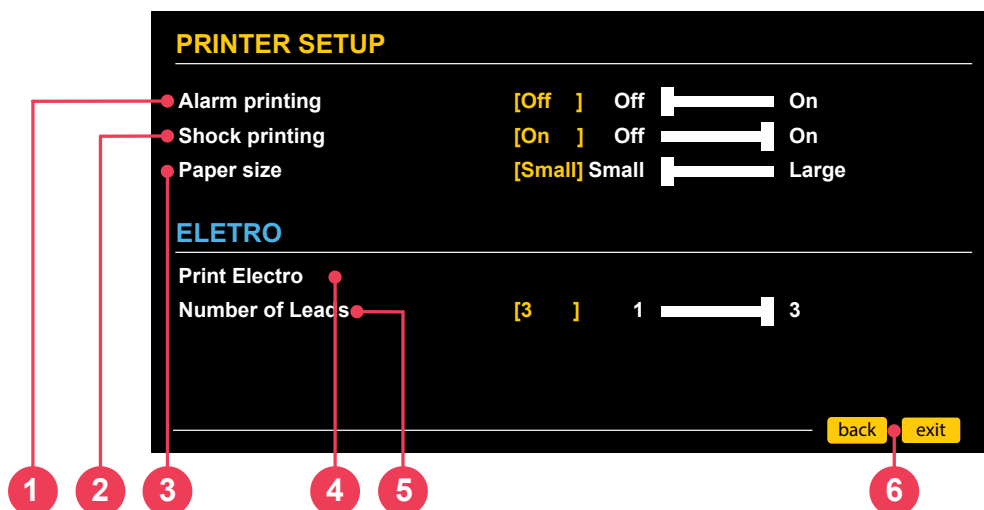 PRINTER SETUP
Alarm printing [Off ] Off On
Shock printing [On ] Off On
Paper size [Small] Small Large
ELETRO
Print Electro
Number of Leads [3 ] 1 3
back exit
1 2 3 4 5 6